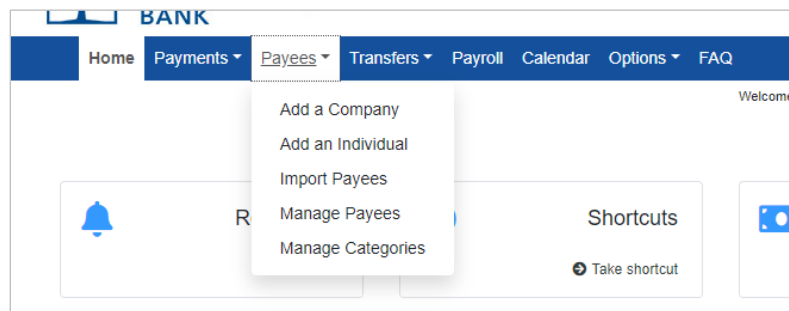 BANK
Home Payments Payees Transfers Payroll Calendar Options FAQ
Welcome
Add a Company
Add an Individual
Import Payees
Manage Payees
Manage Categories
R
Shortcuts
Take shortcut